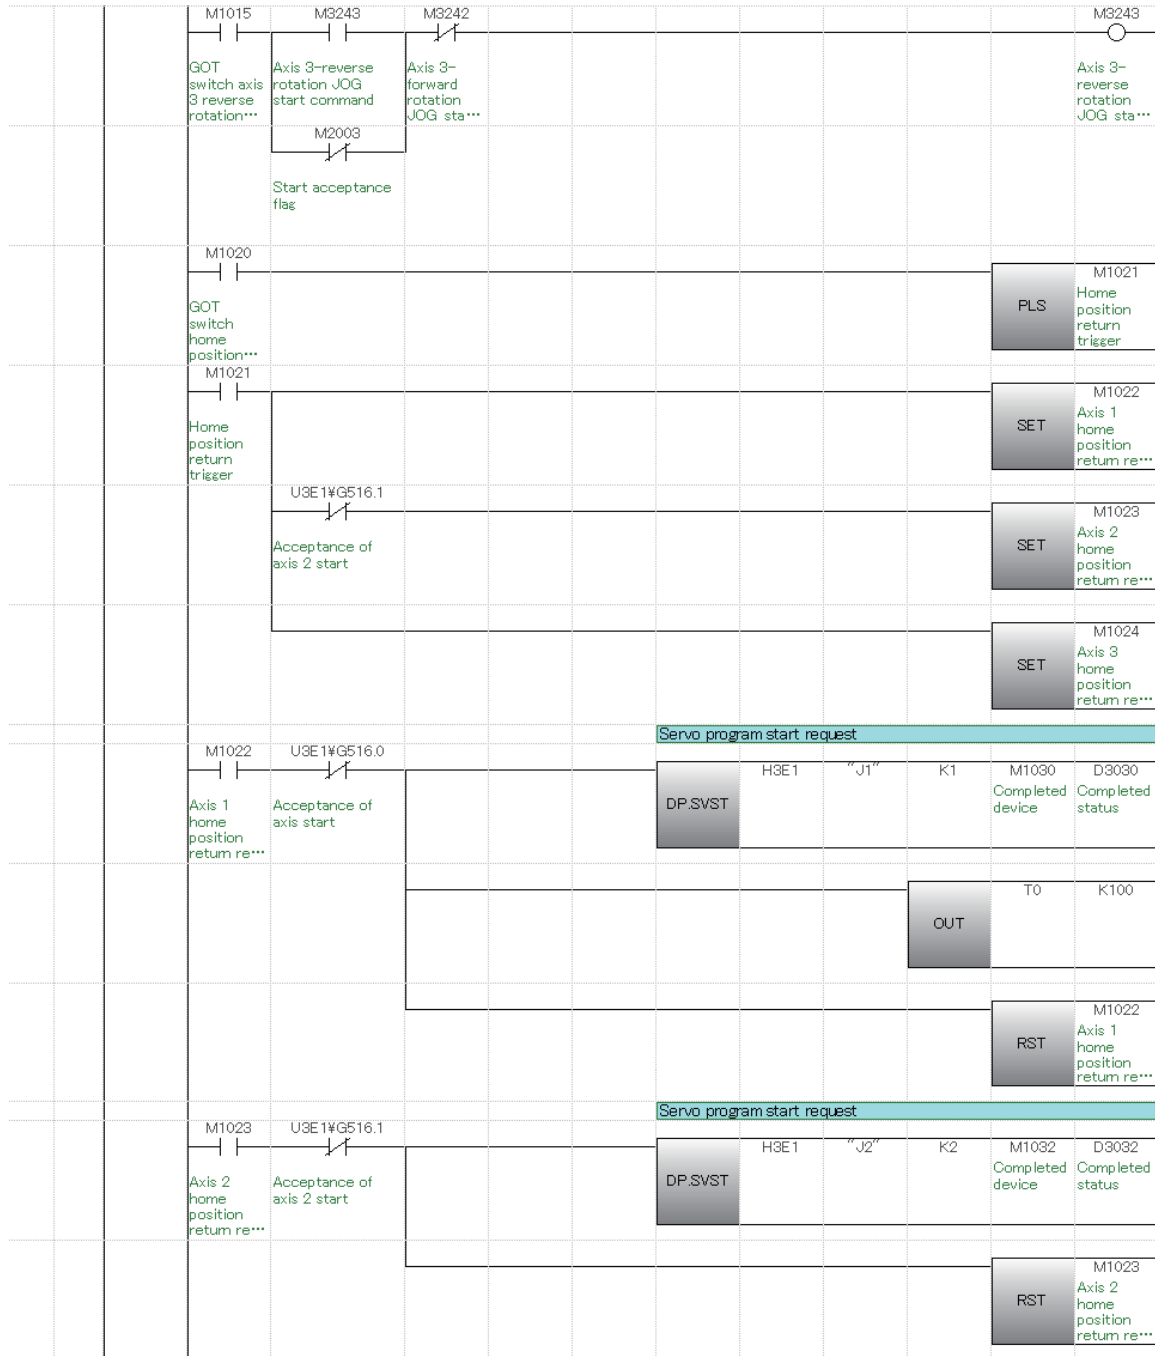 M1015 M3243 M3242 M3243
GOT Axis 3-reverse Axis 3- Axis 3-
switch axis rotation JOG forward reverse
3 reverse start command rotation rotation
rotation… JOG sta… JOG sta…
M2003
Start acceptance
flag
M1020
M1021
GOT PLS Home
switch position
home return
position… trigger
M1021
M1022
Home SET Axis 1
position home
return position
trigger return re…
U3E1¥G516.1
M1023
Acceptance of SET Axis 2
axis 2 start home
position
return re…
M1024
SET Axis 3
home
position
return re…
Servo program start request
M1022 U3E1¥G516.0
DP.SVST H3E1 "J1" K1 M1030 D3030
Axis 1 Acceptance of Completed Completed
home axis start device status
position
return re…
OUT T0 K100
M1022
RST Axis 1
home
position
return re…
Servo program start request
M1023 U3E1¥G516.1
DP.SVST H3E1 "J2" K2 M1032 D3032
Axis 2 Acceptance of Completed Completed
home axis 2 start device status
position
return re…
M1023
RST Axis 2
home
position
return re…